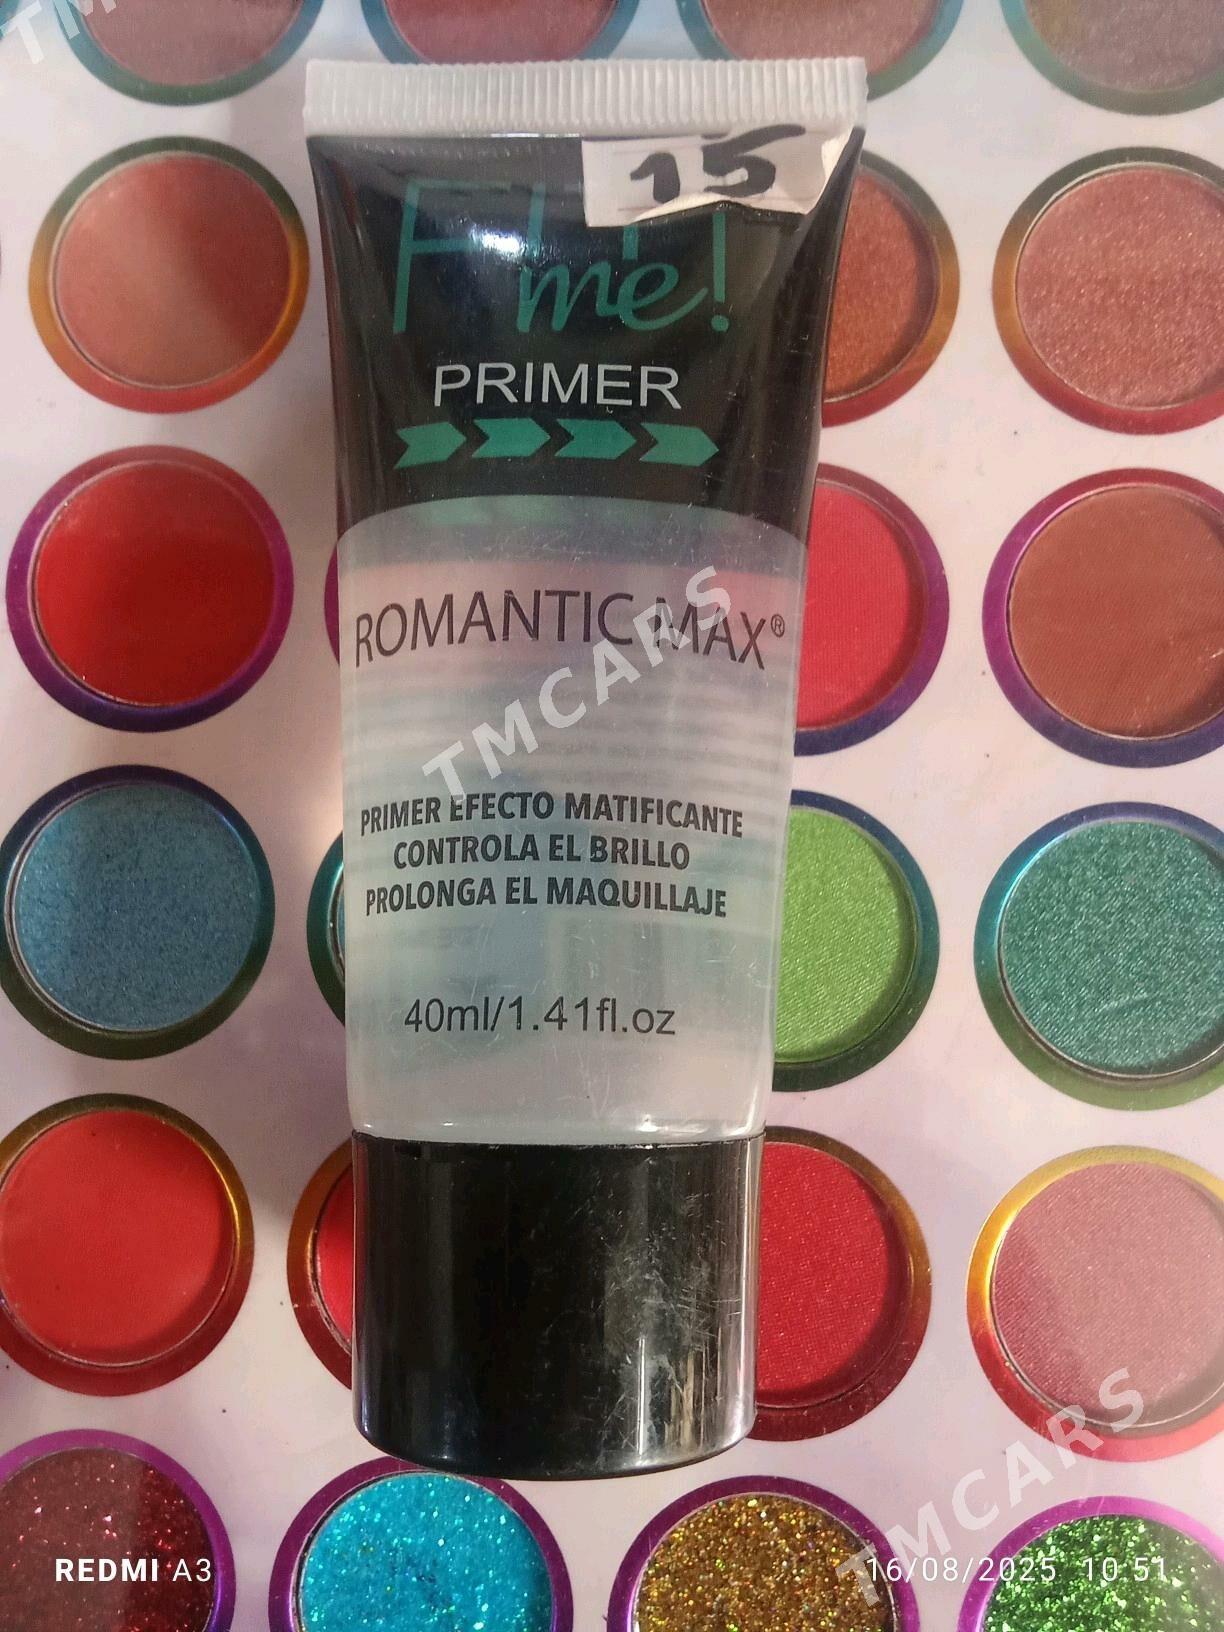 15
me!
PRIMER
ROMANTIC MAX®
TMCARS
PRIMER EFECTO MATIFICANTE
CONTROLA EL BRILLO
PROLONGA EL MAQUILLAJE
40ml/1.41fl.oz
TMCARS
REDMI A3
16/08/2025 10:51